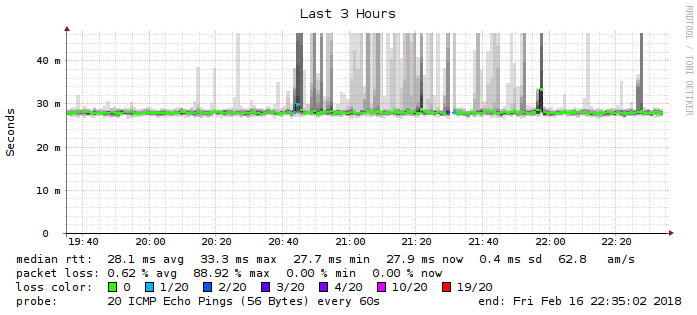 Last 3 Hours
RRDTOOL / TOBI OETIKER
Seconds
40 m
30 m
20 m
10 m
0
19:40 20:00 20:20 20:40 21:00 21:20 21:40 22:00 22:20
median rtt: 28.1 ms avg 33.3 ms max 27.7 ms min 27.9 ms now 0.4 ms sd 62.8 am/s
packet loss: 0.62 % avg 88.92 % max 0.00 % min 0.00 % now
loss color: 0 1/20 2/20 3/20 4/20 10/20 19/20
probe: 20 ICMP Echo Pings (56 Bytes) every 60s end: Fri Feb 16 22:35:02 2018